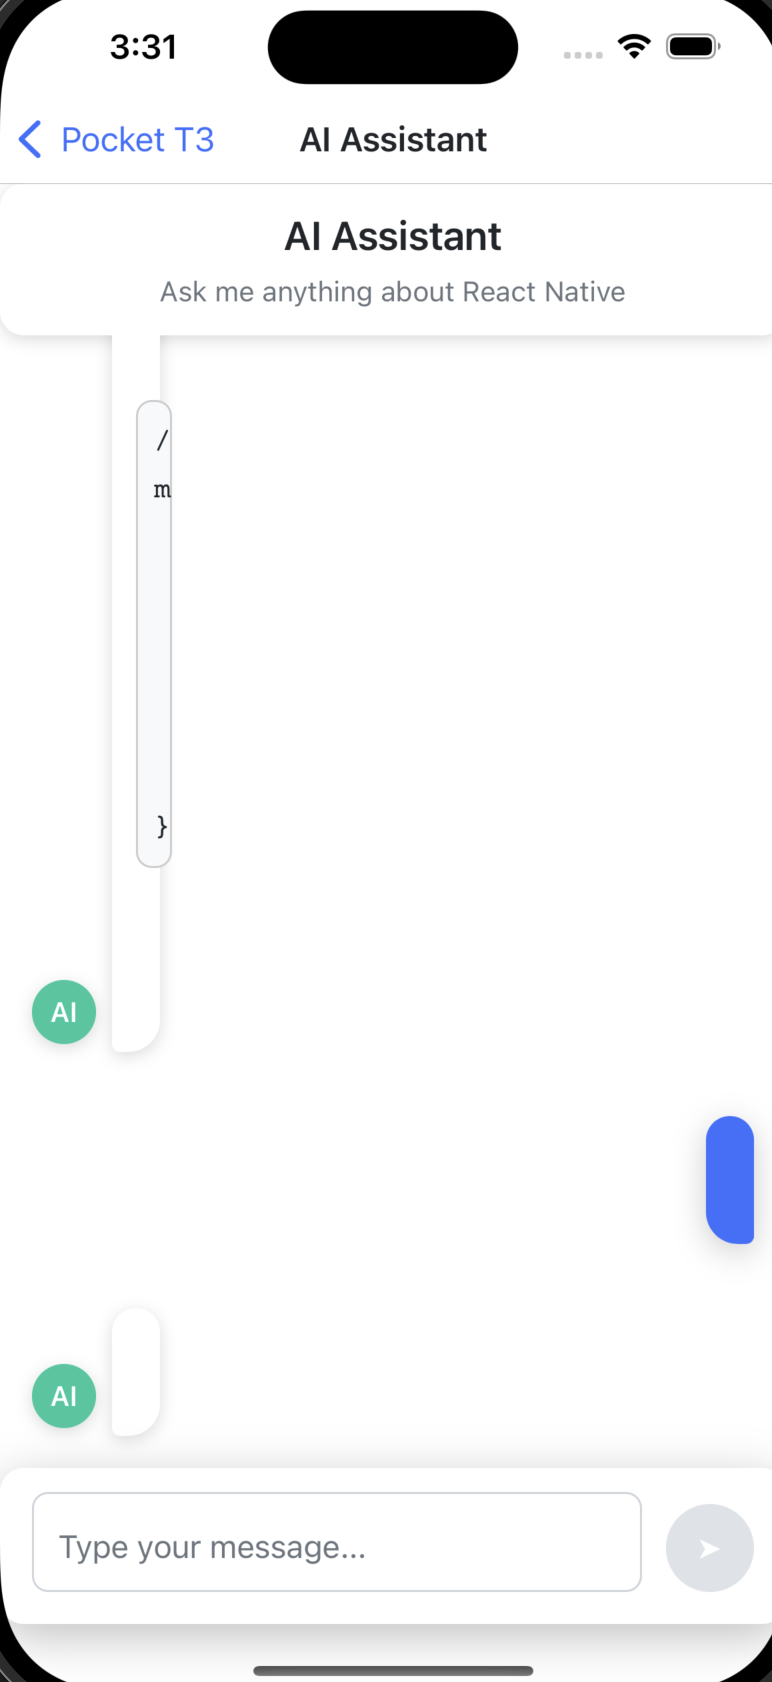 3:31
Pocket T3
AI Assistant
AI Assistant
Ask me anything about React Native
/
m
}
AI
AI
Type your message...